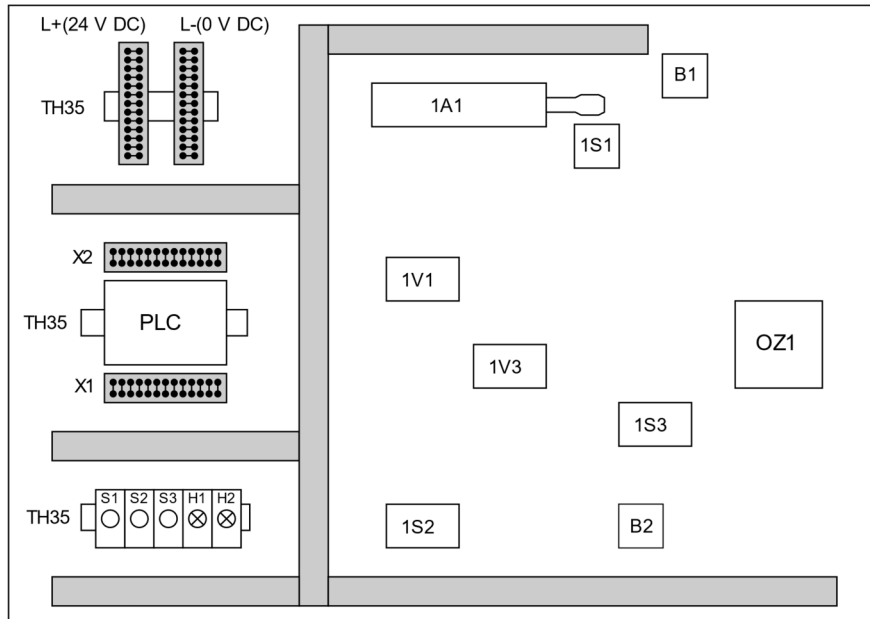 L+(24 V DC) L-(0 V DC)
TH35
1A1
B1
1S1
X2
TH35
PLC
X1
1V1
1V3
OZ1
1S3
TH35
S1 S2 S3 H1 H2
1S2
B2